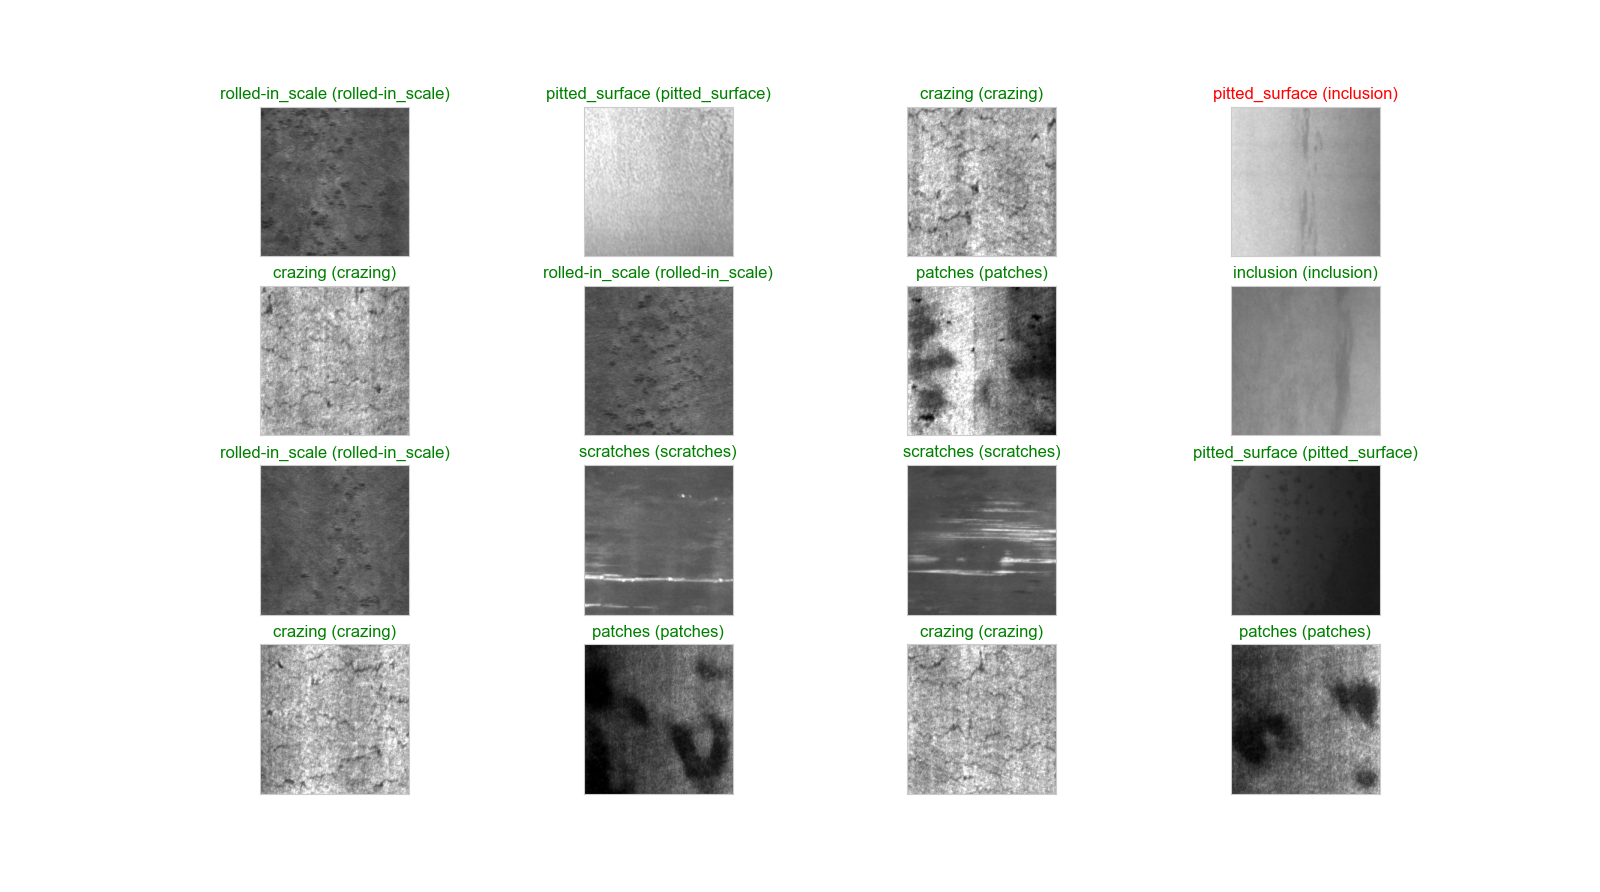 rolled-in_scale (rolled-in_scale)
pitted_surface (pitted_surface)
crazing (crazing)
pitted_surface (inclusion)
crazing (crazing)
rolled-in_scale (rolled-in_scale)
patches (patches)
inclusion (inclusion)
rolled-in_scale (rolled-in_scale)
scratches (scratches)
scratches (scratches)
pitted_surface (pitted_surface)
crazing (crazing)
patches (patches)
crazing (crazing)
patches (patches)